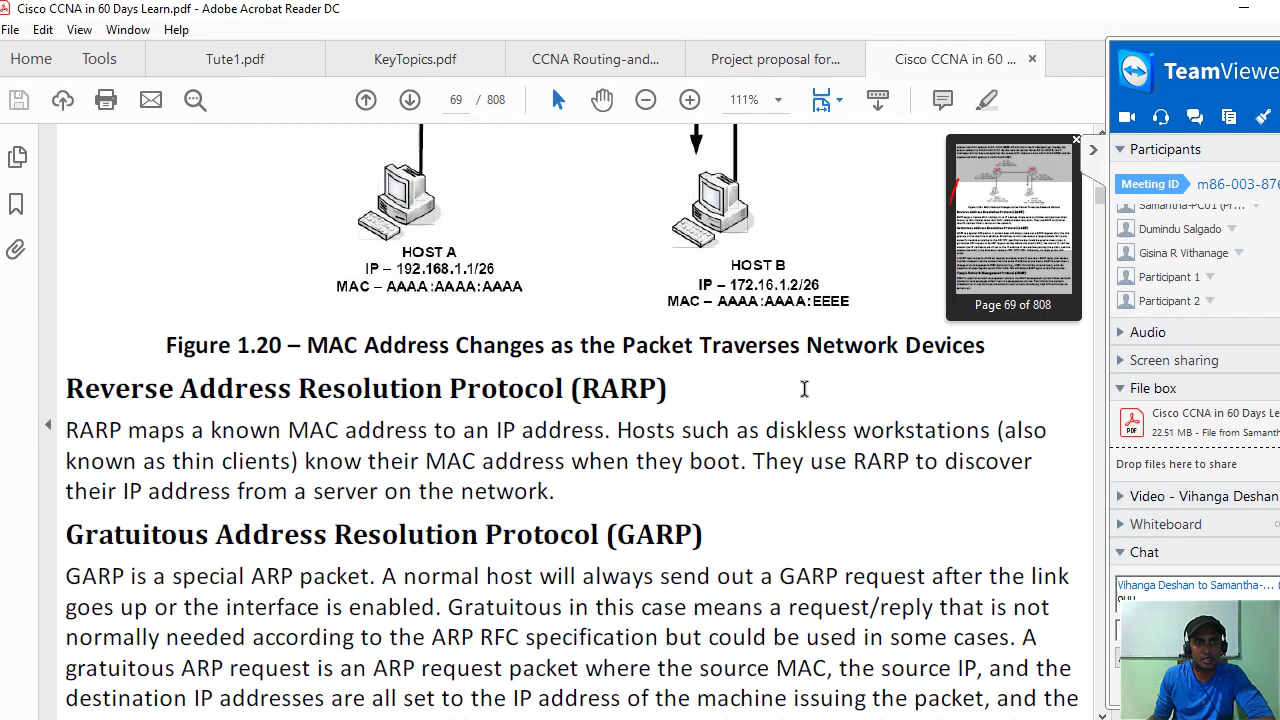 Cisco CCNA in 60 Days Learn.pdf - Adobe Acrobat Reader DC
File Edit View Window Help
Home Tools Tute1.pdf KeyTopics.pdf CCNA Routing-and... Project proposal for... Cisco CCNA in 60 ...
69 / 808 111%
TeamViewe
Participants
Meeting ID m86-003-876
Dumindu Salgado
Gisina R Vithanage
Participant 1
Participant 2
Audio
Screen sharing
File box
Cisco CCNA in 60 Days Le
22.51 MB - File from Samanth
PDF
Drop files here to share
Video - Vihanga Deshan
Whiteboard
Chat
Vihanga Deshan to Samantha-...
Page 69 of 808
HOST A
IP – 192.168.1.1/26
MAC – AAAA:AAAA:AAAA
HOST B
IP – 172.16.1.2/26
MAC – AAAA:AAAA:EEEE
Figure 1.20 – MAC Address Changes as the Packet Traverses Network Devices
Reverse Address Resolution Protocol (RARP)
RARP maps a known MAC address to an IP address. Hosts such as diskless workstations (also
known as thin clients) know their MAC address when they boot. They use RARP to discover
their IP address from a server on the network.
Gratuitous Address Resolution Protocol (GARP)
GARP is a special ARP packet. A normal host will always send out a GARP request after the link
goes up or the interface is enabled. Gratuitous in this case means a request/reply that is not
normally needed according to the ARP RFC specification but could be used in some cases. A
gratuitous ARP request is an ARP request packet where the source MAC, the source IP, and the
destination IP addresses are all set to the IP address of the machine issuing the packet, and the